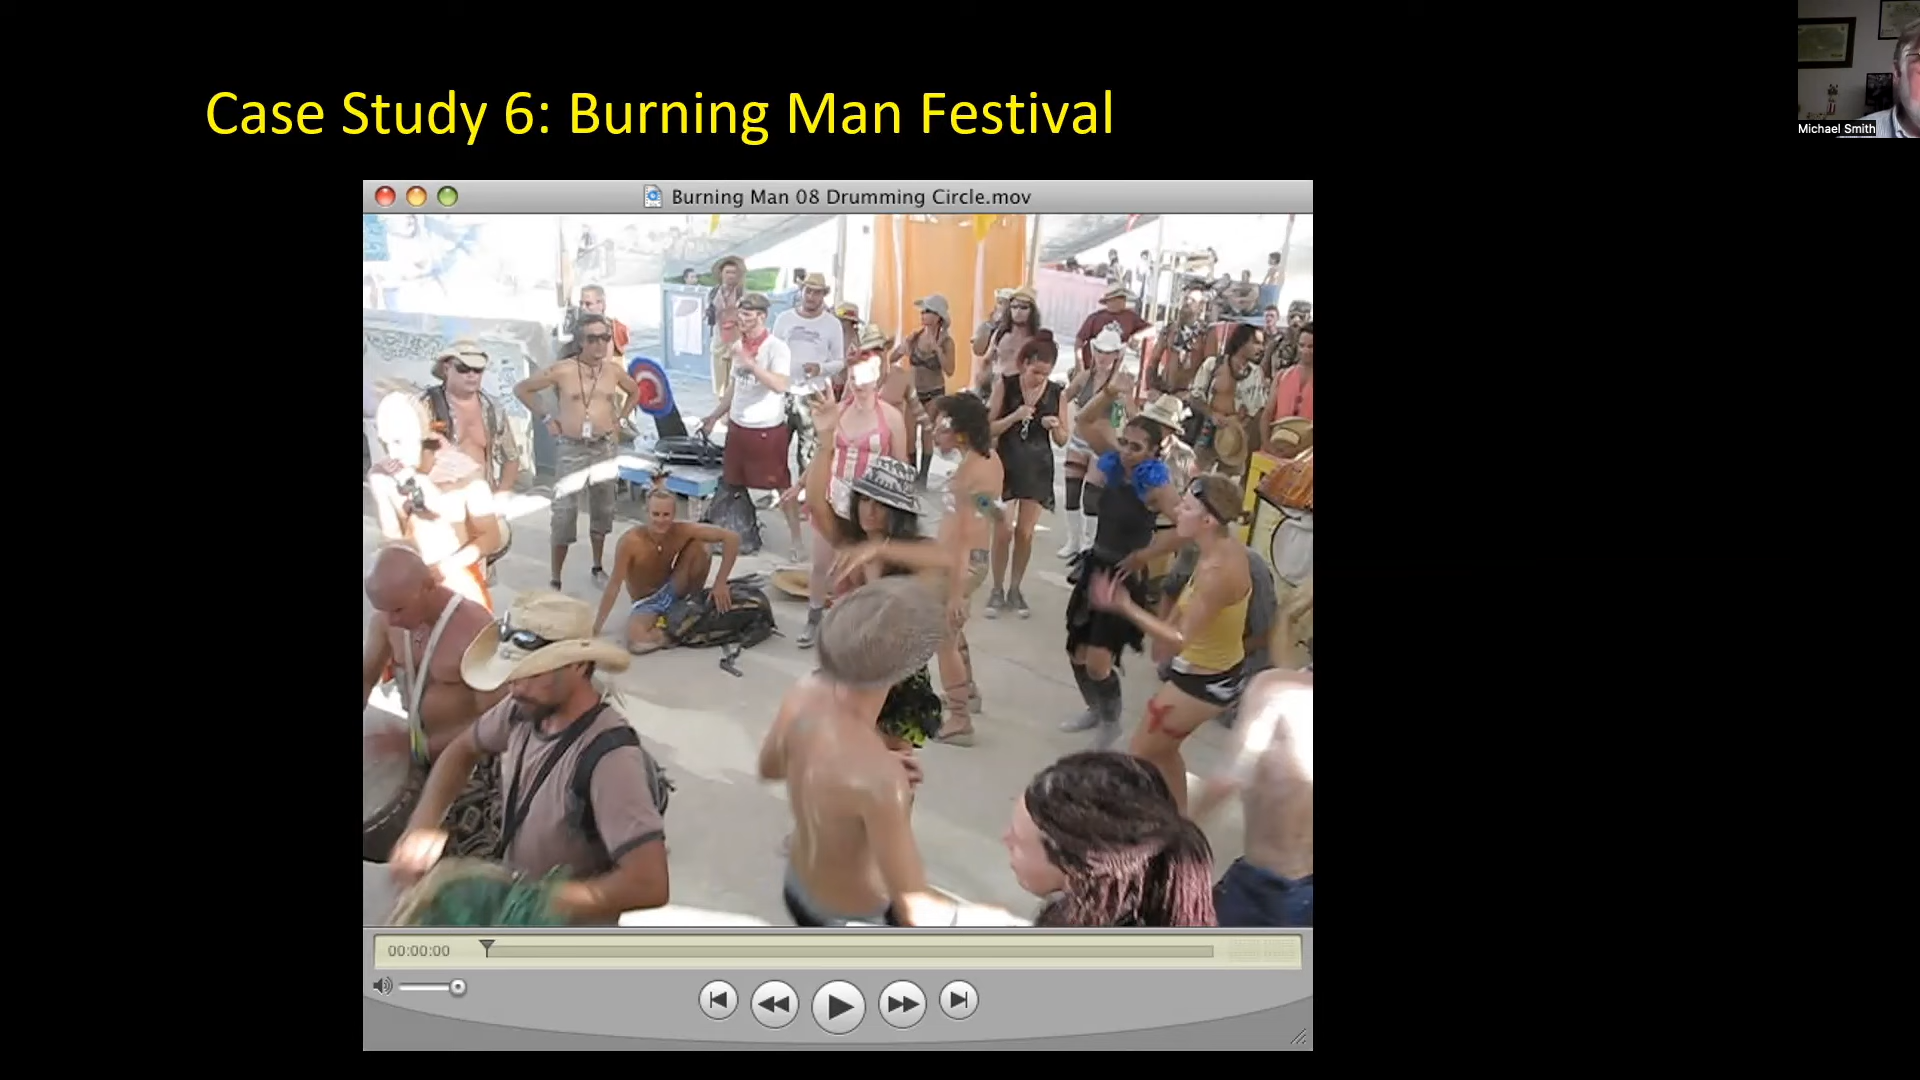 Case Study 6: Burning Man Festival
Michael Smith
Burning Man 08 Drumming Circle.mov
00:00:00